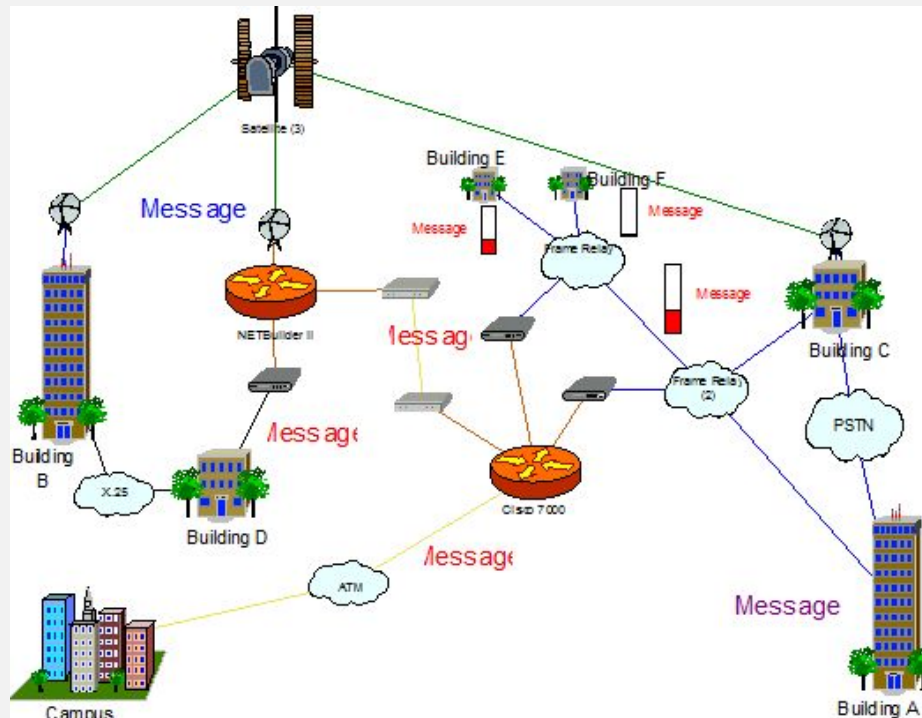 Satellite (3)
Building E
Building F
Message
Message
Message
Frame Relay
Message
NETBuilder II
Message
Building C
Frame Relay
(2)
PSTN
Message
Building
B
X.25
Cisco 7000
Building D
Message
ATM
Message
Campus
Building A